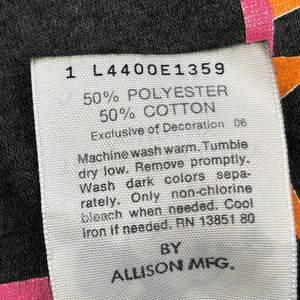 1 L4400E1359
50% POLYESTER
50% COTTON
Exclusive of Decoration 06
Machine wash warm. Tumble
dry low. Remove promptly.
Wash dark colors sepa-
rately. Only non-chlorine
bleach when needed. Cool
iron if needed. RN 13851 80
BY
ALLISON MFG.